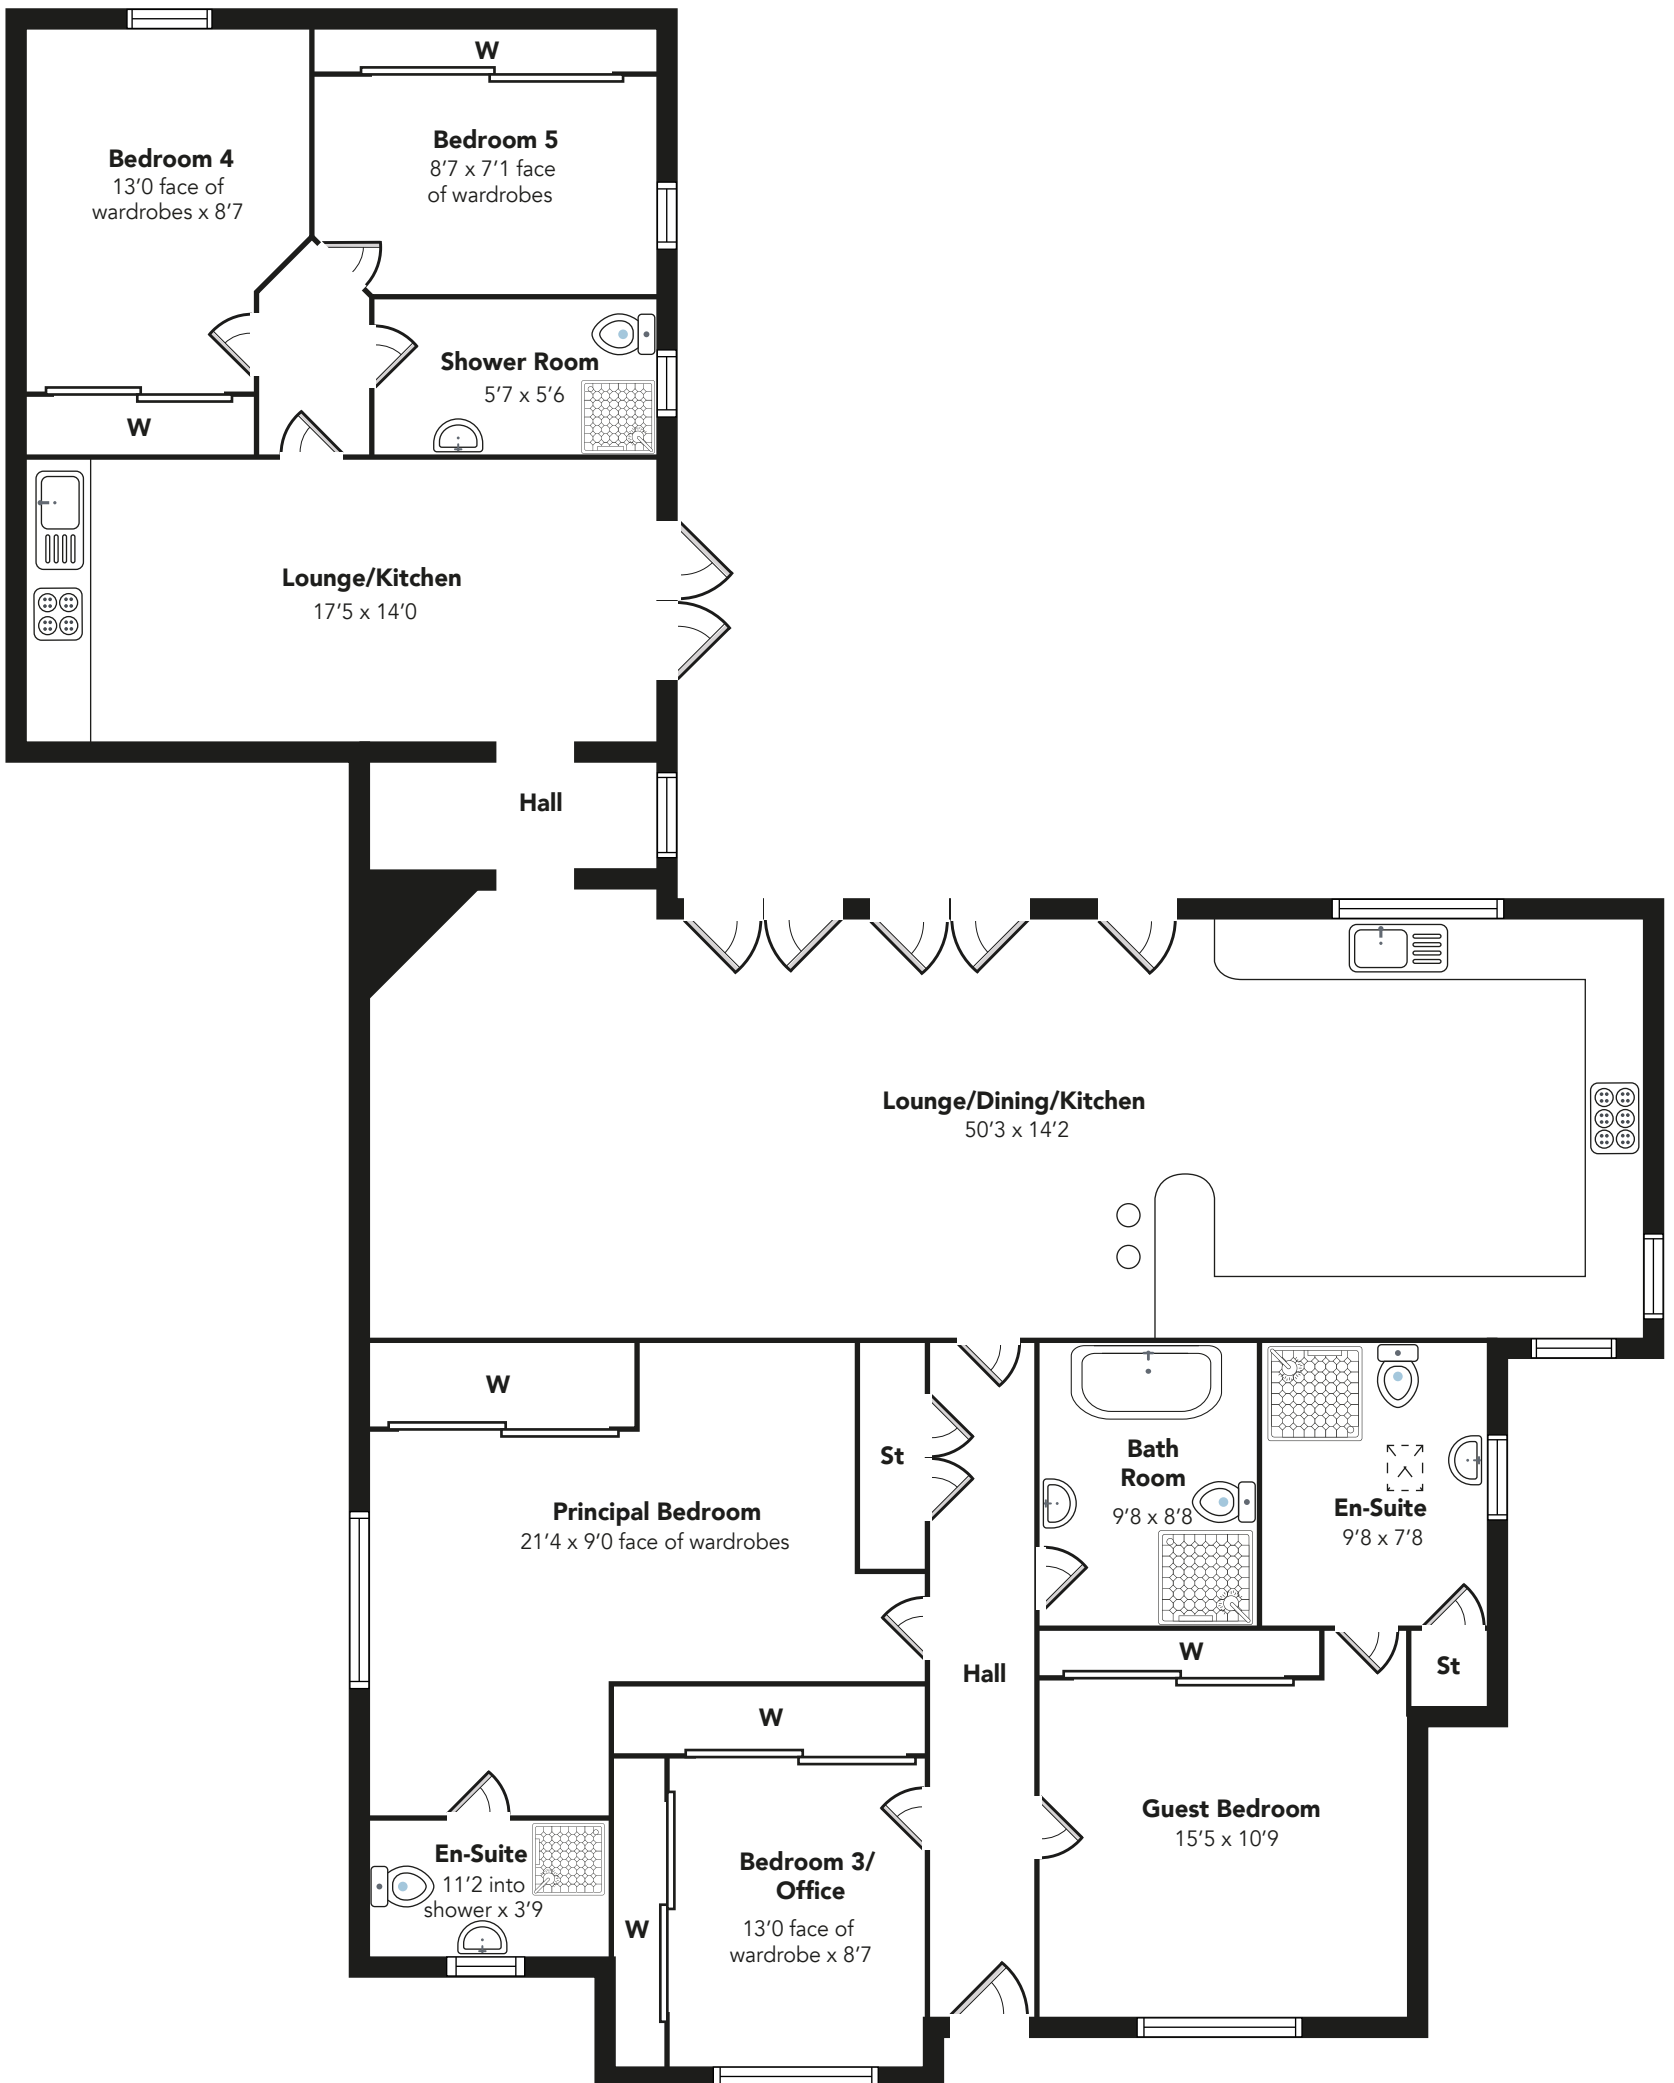 W
Bedroom 5
8’7 x 7’1 face
of wardrobes
Bedroom 4
13’0 face of
wardrobes x 8’7
Shower Room
5’7 x 5’6
W
Lounge/Kitchen
17’5 x 14’0
Hall
Lounge/Dining/Kitchen
50’3 x 14’2
W
St
Principal Bedroom
21’4 x 9’0 face of wardrobes
Bath
Room
9’8 x 8’8
En-Suite
9’8 x 7’8
Hall
W
St
W
En-Suite
11’2 into
shower x 3’9
W
Bedroom 3/
Office
13’0 face of
wardrobe x 8’7
Guest Bedroom
15’5 x 10’9